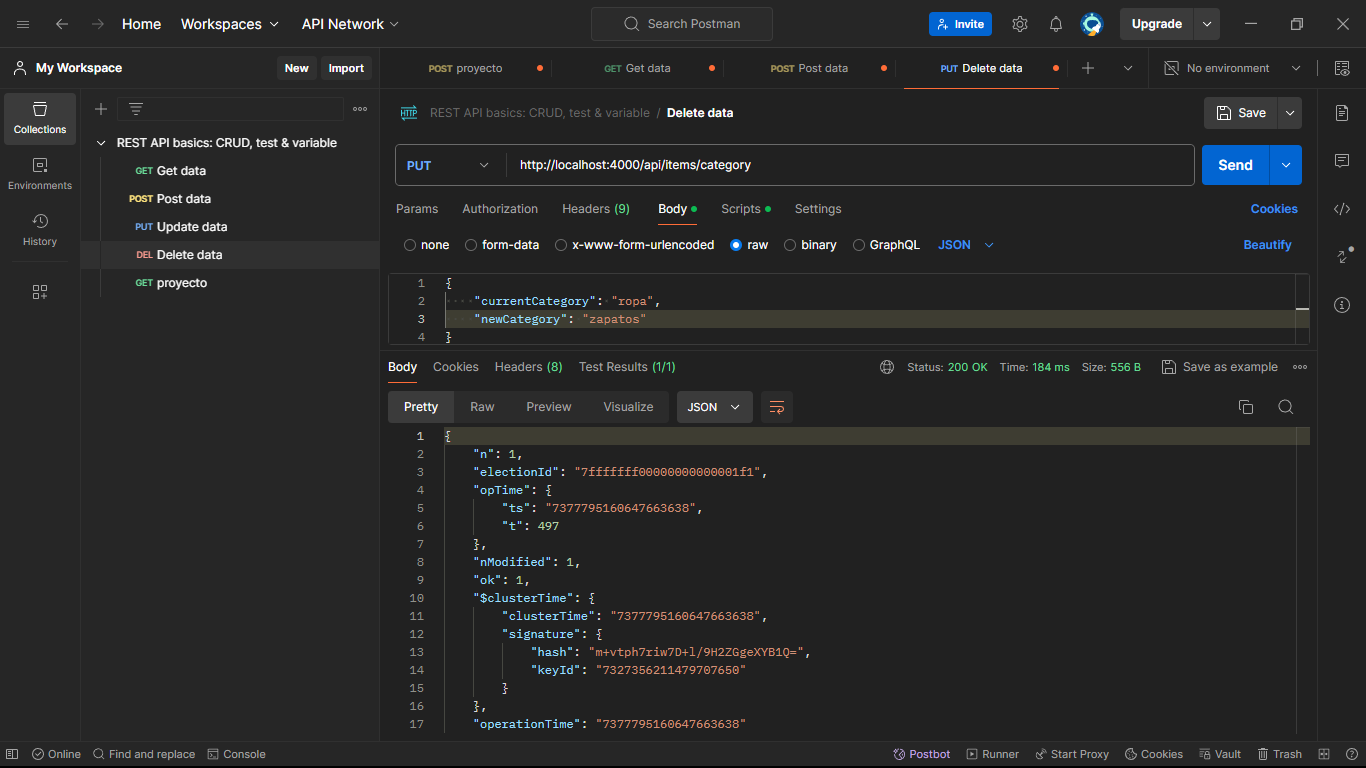 Home Workspaces API Network Search Postman Invite Upgrade
My Workspace New Import
POST proyecto GET Get data POST Post data PUT Delete data No environment
Collections
Environments
History
REST API basics: CRUD, test & variable
GET Get data
POST Post data
PUT Update data
DEL Delete data
GET proyecto
HTTP REST API basics: CRUD, test & variable / Delete data Save
PUT http://localhost:4000/api/items/category Send
Params Authorization Headers (9) Body Scripts Settings Cookies
none form-data x-www-form-urlencoded raw binary GraphQL JSON Beautify
1 {
2 "currentCategory": "ropa",
3 "newCategory": "zapatos"
4 }
Body Cookies Headers (8) Test Results (1/1) Status: 200 OK Time: 184 ms Size: 556 B Save as example
Pretty Raw Preview Visualize JSON
1 {
2 "n": 1,
3 "electionId": "7fffffff00000000000001f1",
4 "opTime": {
5 "ts": "7377795160647663638",
6 "t": 497
7 },
8 "nModified": 1,
9 "ok": 1,
10 "$clusterTime": {
11 "clusterTime": "7377795160647663638",
12 "signature": {
13 "hash": "m+vtph7riw7D+l/9H2ZGgeXYB1Q=",
14 "keyId": "7327356211479707650"
15 }
16 },
17 "operationTime": "7377795160647663638"
Online Find and replace Console Postbot Runner Start Proxy Cookies Vault Trash